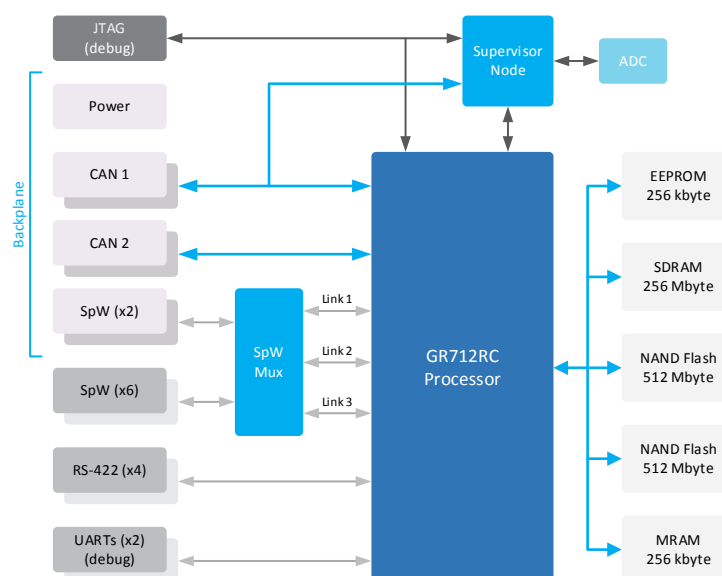 JTAG
(debug)
Supervisor
Node
ADC
Backplane
Power
CAN 1
CAN 2
SpW (x2)
SpW (x6)
RS-422 (x4)
UARTs (x2)
(debug)
SpW
Mux
Link 1
Link 2
Link 3
GR712RC
Processor
EEPROM
256 kbyte
SDRAM
256 Mbyte
NAND Flash
512 Mbyte
NAND Flash
512 Mbyte
MRAM
256 kbyte